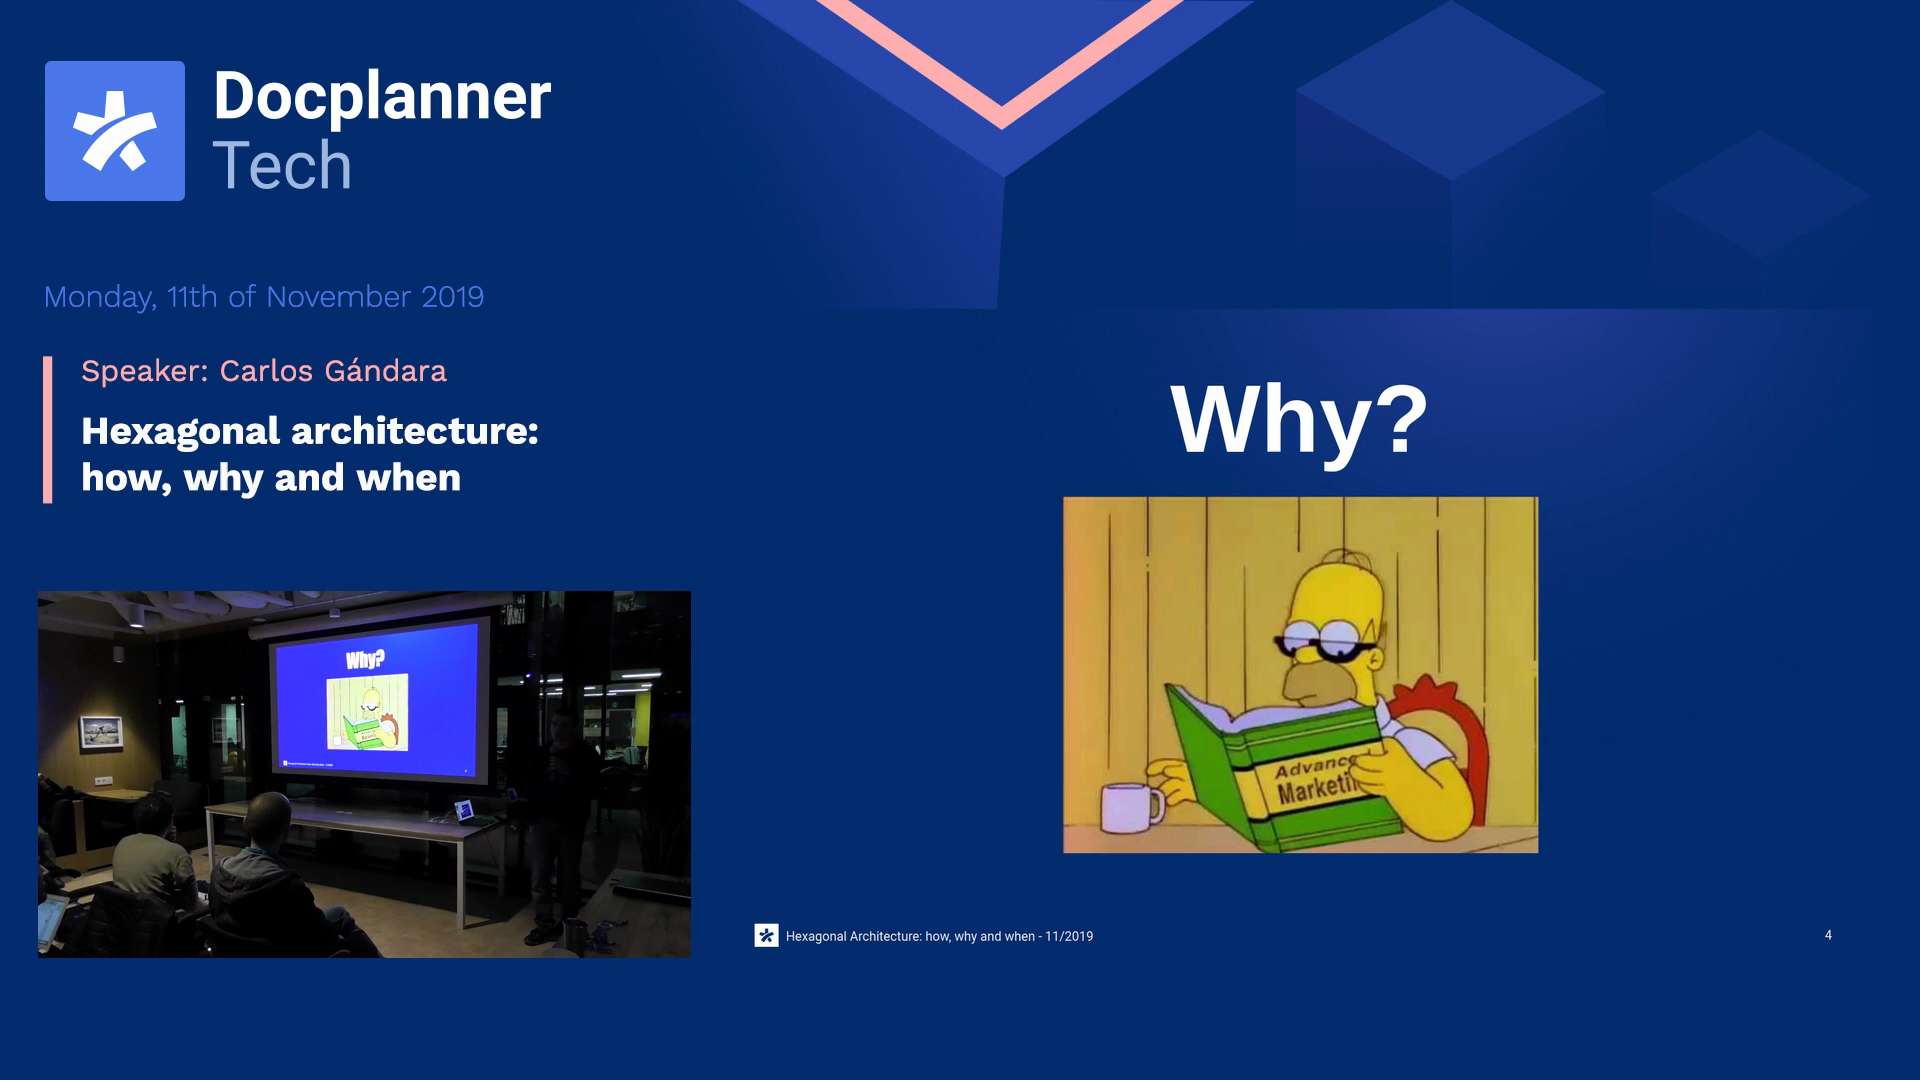 Docplanner
Tech
Monday, 11th of November 2019
Speaker: Carlos Gándara
Hexagonal architecture:
how, why and when
Why?
Advance
Marketin
Why?
Hexagonal Architecture: how, why and when - 11/2019
4